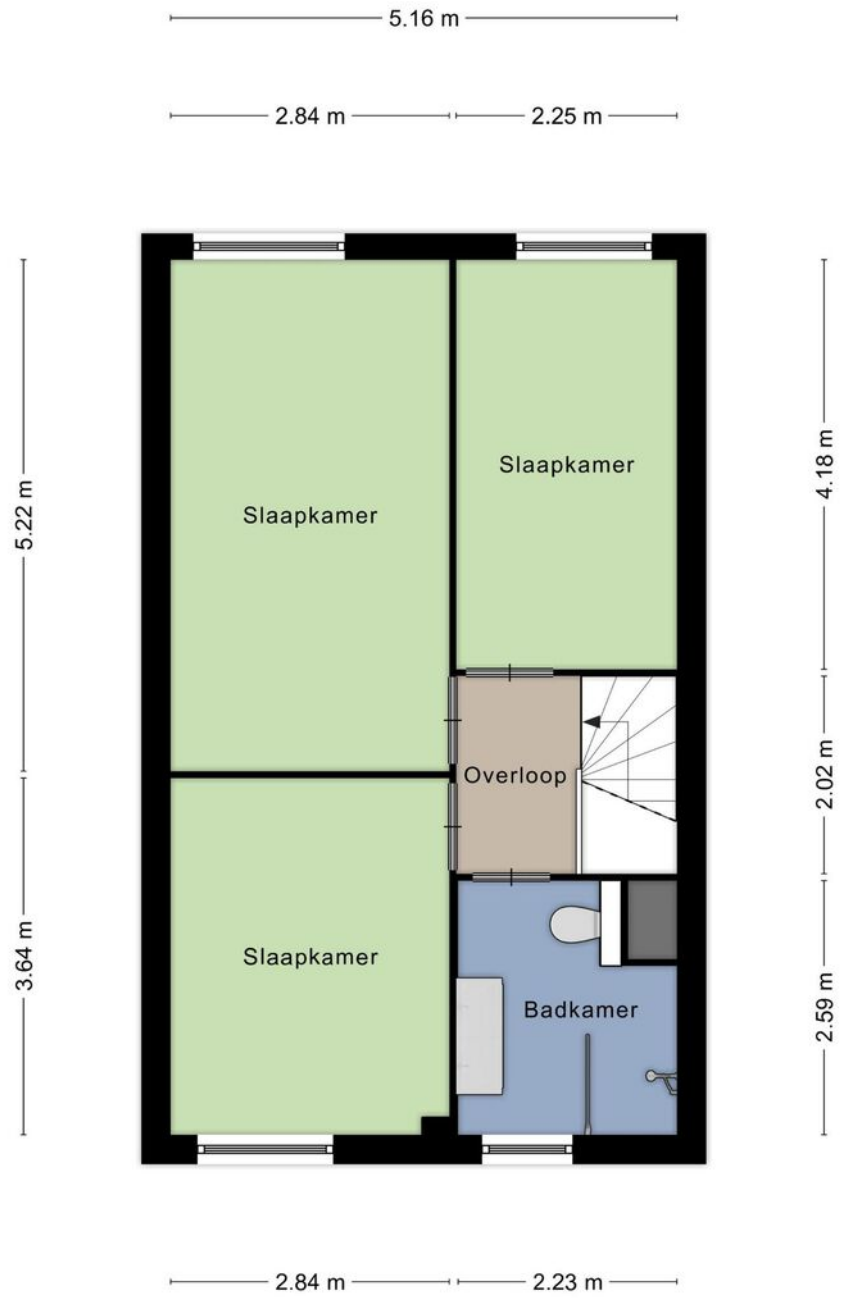 5.16 m
2.84 m
2.25 m
5.22 m
4.18 m
Slaapkamer
Slaapkamer
2.02 m
Overloop
3.64 m
Slaapkamer
2.59 m
Badkamer
2.84 m
2.23 m